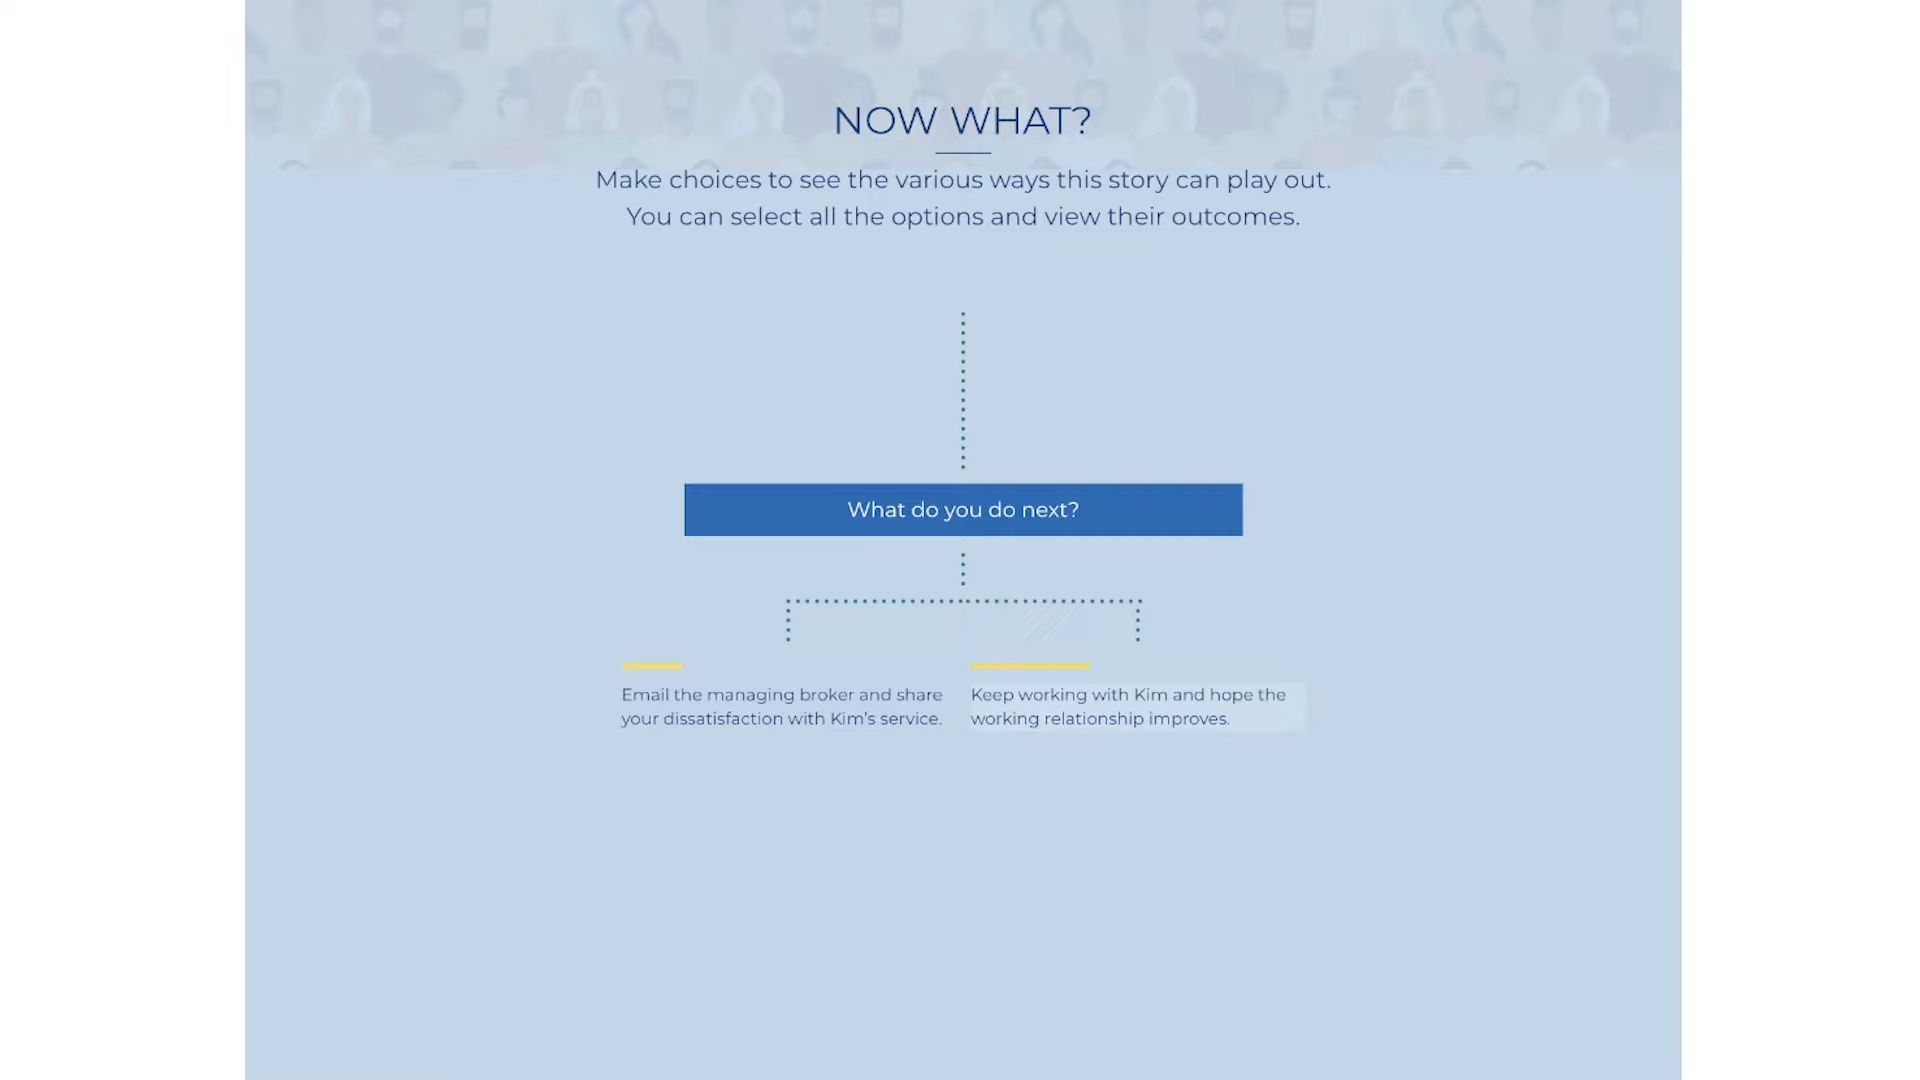 NOW WHAT?
Make choices to see the various ways this story can play out.
You can select all the options and view their outcomes.
What do you do next?
Email the managing broker and share
your dissatisfaction with Kim’s service.
Keep working with Kim and hope the
working relationship improves.